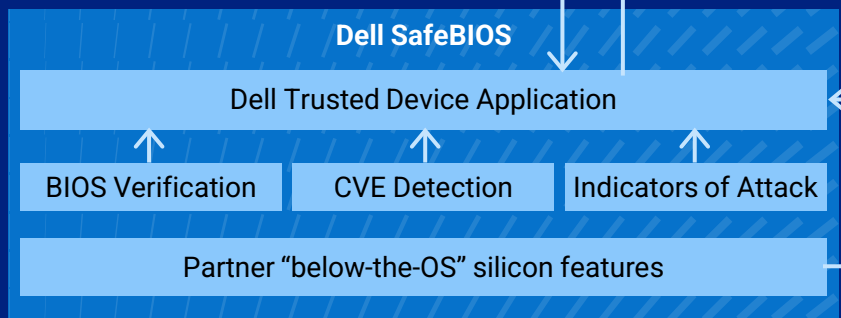 Dell SafeBIOS
Dell Trusted Device Application
BIOS Verification
CVE Detection
Indicators of Attack
Partner “below-the-OS” silicon features